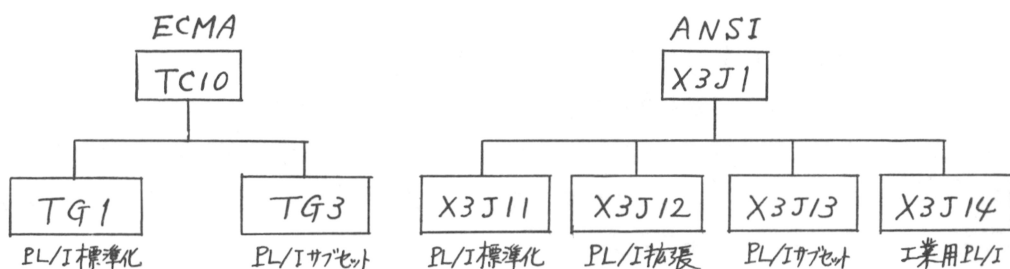 ECMA
TC10
TG1
PL/I標準化
TG3
PL/Iサブセット
ANSI
X3J1
X3J11
PL/I標準化
X3J12
PL/I拡張
X3J13
PL/Iサブセット
X3J14
工業用PL/I